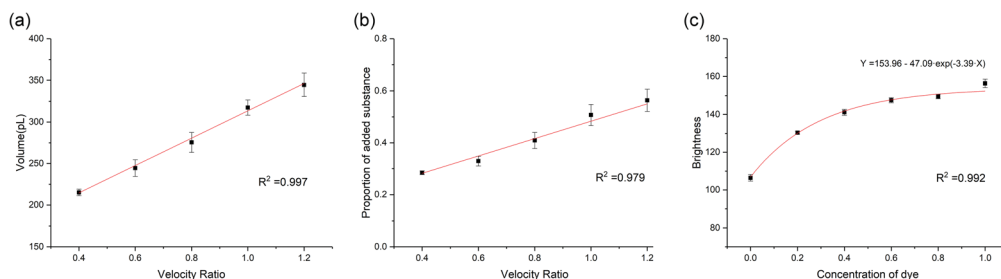 (a)
Volume(pL)
400
350
300
250
200
150
0.4 0.6 0.8 1.0 1.2
Velocity Ratio
R² =0.997
(b)
Proportion of added substance
0.8
0.6
0.4
0.2
0.0
0.4 0.6 0.8 1.0 1.2
Velocity Ratio
R² =0.979
(c)
Brightness
180
160
140
120
100
80
0.0 0.2 0.4 0.6 0.8 1.0
Concentration of dye
Y =153.96 - 47.09·exp(-3.39·X)
R² =0.992